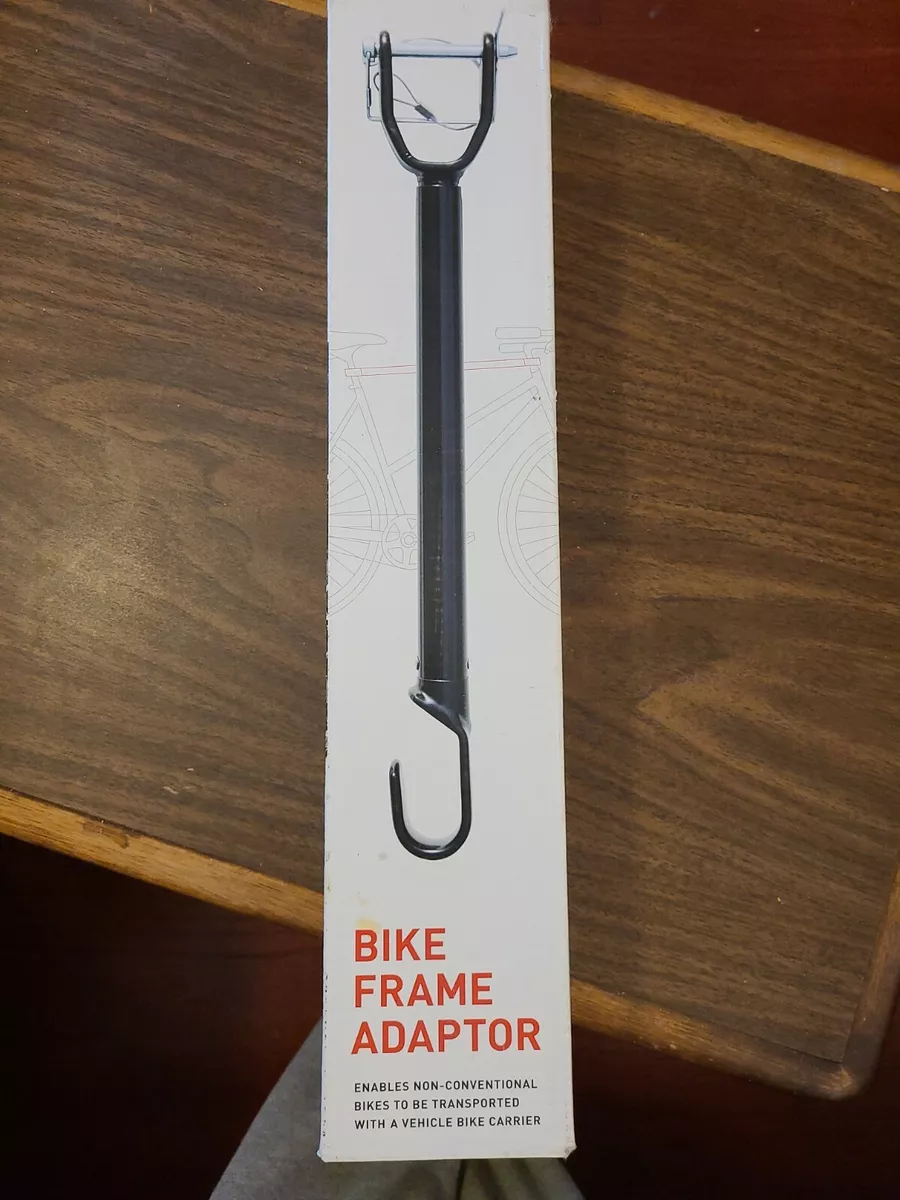 BIKE
FRAME
ADAPTOR
ENABLES NON-CONVENTIONAL
BIKES TO BE TRANSPORTED
WITH A VEHICLE BIKE CARRIER